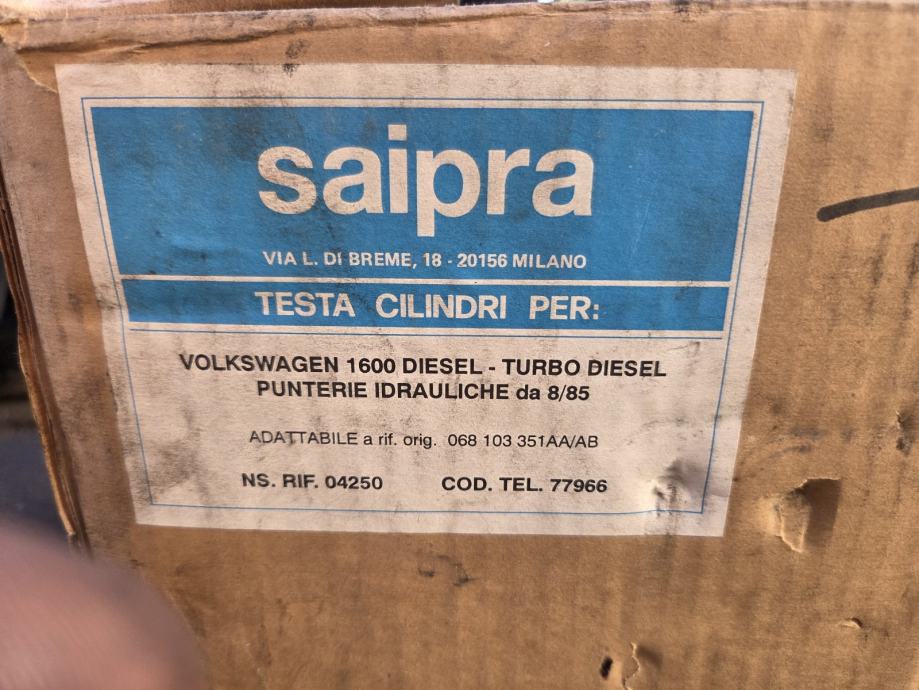 saipra
VIA L. DI BREME, 18 - 20156 MILANO
TESTA CILINDRI PER:
VOLKSWAGEN 1600 DIESEL - TURBO DIESEL
PUNTERIE IDRAULICHE da 8/85
ADATTABILE a rif. orig. 068 103 351AA/AB
NS. RIF. 04250 COD. TEL. 77966